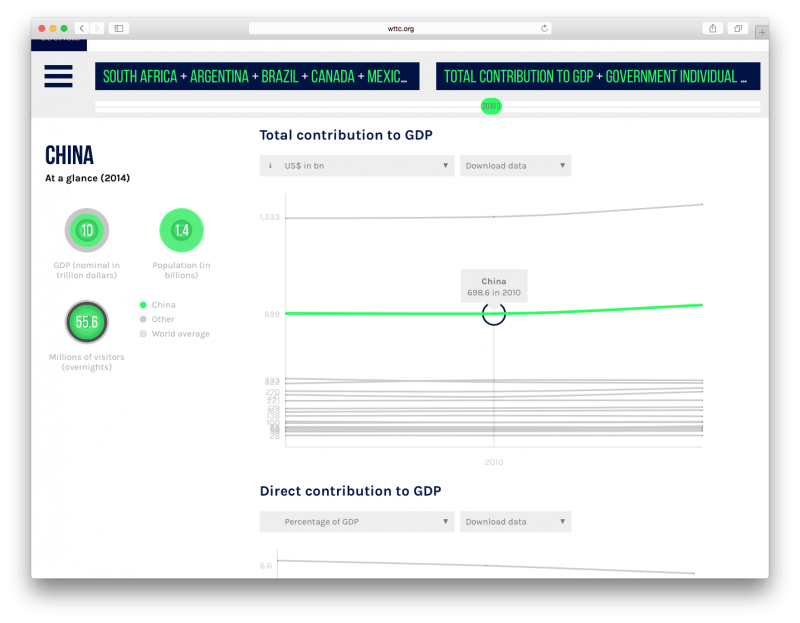 wttc.org
SOUTH AFRICA + ARGENTINA + BRAZIL + CANADA + MEXIC...
TOTAL CONTRIBUTION TO GDP + GOVERNMENT INDIVIDUAL ...
CHINA
At a glance (2014)
10
GDP (nominal in
trillion dollars)
1.4
Population (in
billions)
55.6
Millions of visitors
(overnights)
China
Other
World average
Total contribution to GDP
i US$ in bn ▼
Download data ▼
1,233
China
698.6 in 2010
699
2010
Direct contribution to GDP
Percentage of GDP ▼
Download data ▼
6.6